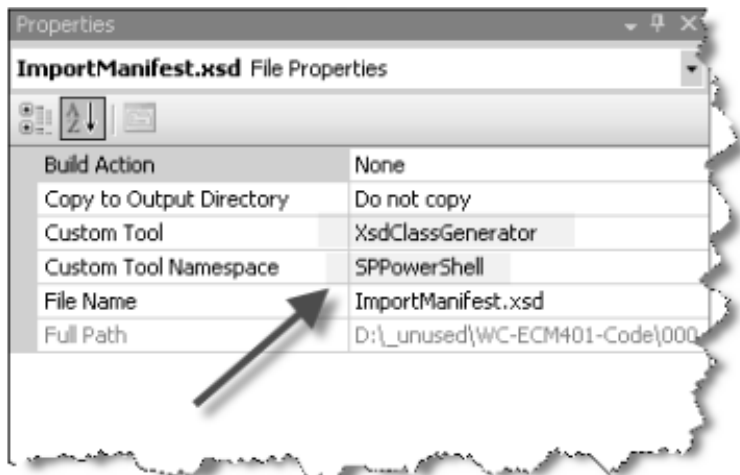 Properties
ImportManifest.xsd File Properties
Build Action None
Copy to Output Directory Do not copy
Custom Tool XsdClassGenerator
Custom Tool Namespace SPPowerShell
File Name ImportManifest.xsd
Full Path D:\_unused\WC-ECM401-Code\000